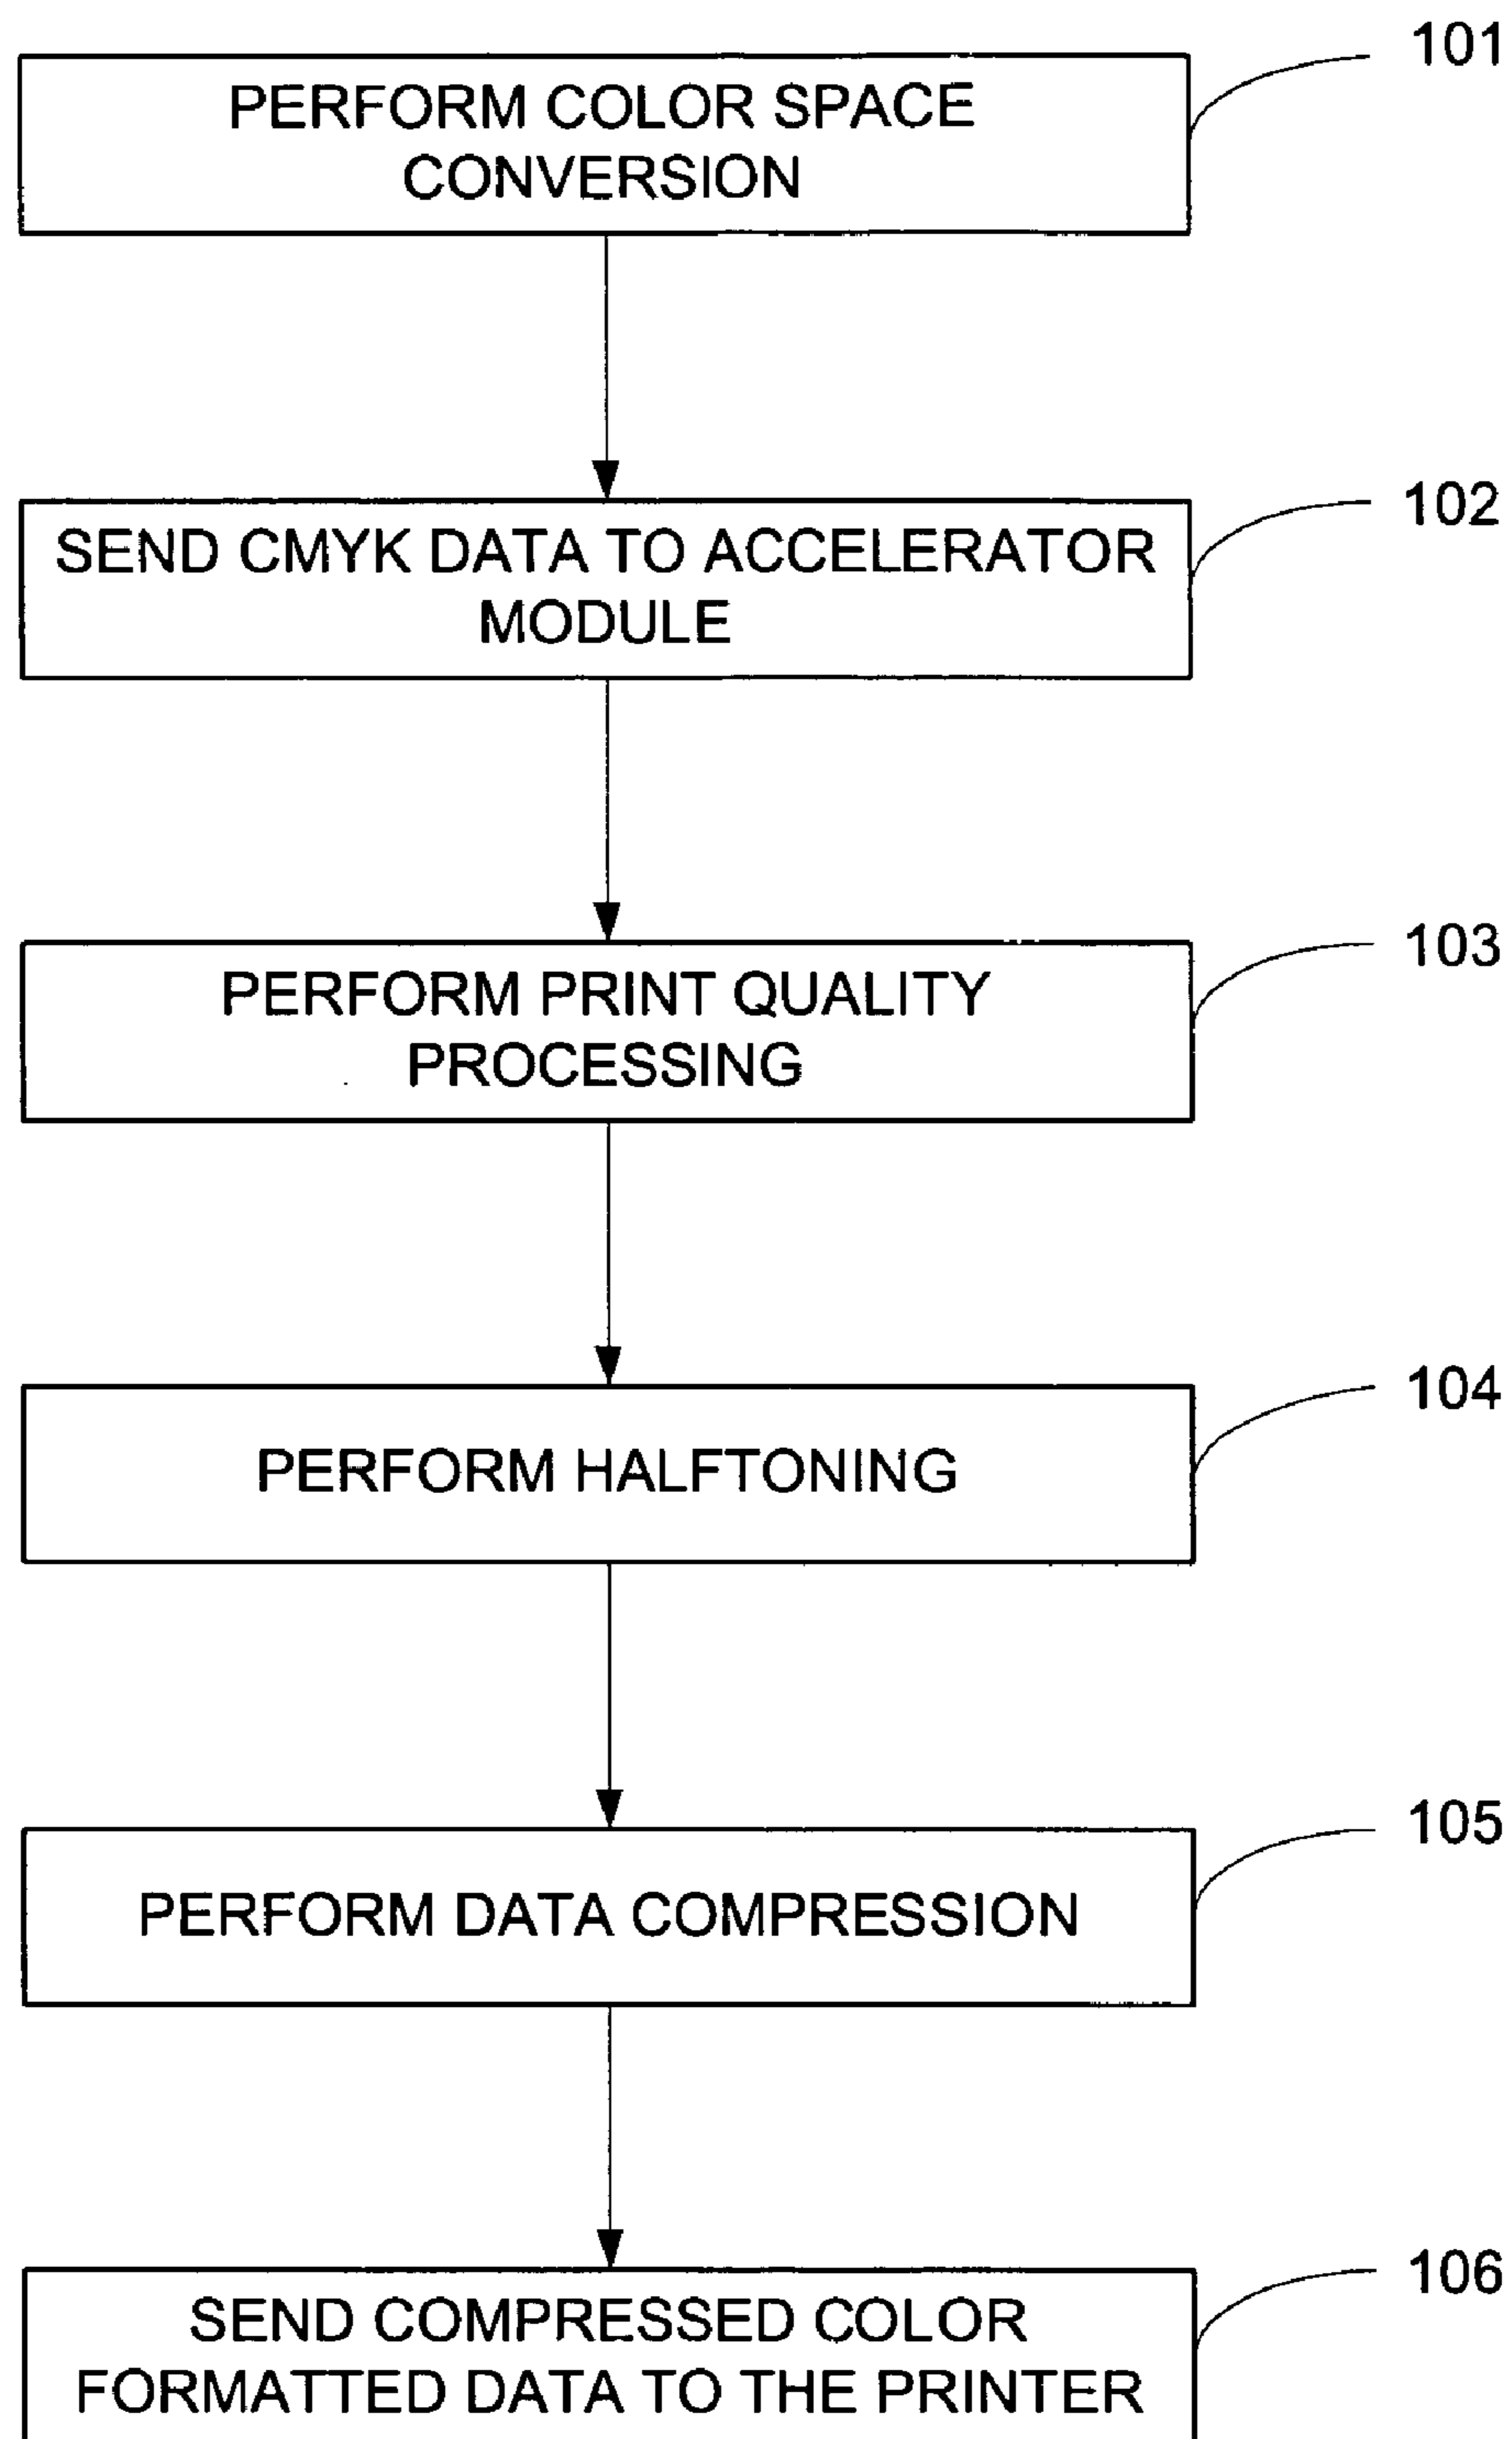 101
PERFORM COLOR SPACE
CONVERSION
102
SEND CMYK DATA TO ACCELERATOR
MODULE
103
PERFORM PRINT QUALITY
PROCESSING
104
PERFORM HALFTONING
105
PERFORM DATA COMPRESSION
106
SEND COMPRESSED COLOR
FORMATTED DATA TO THE PRINTER